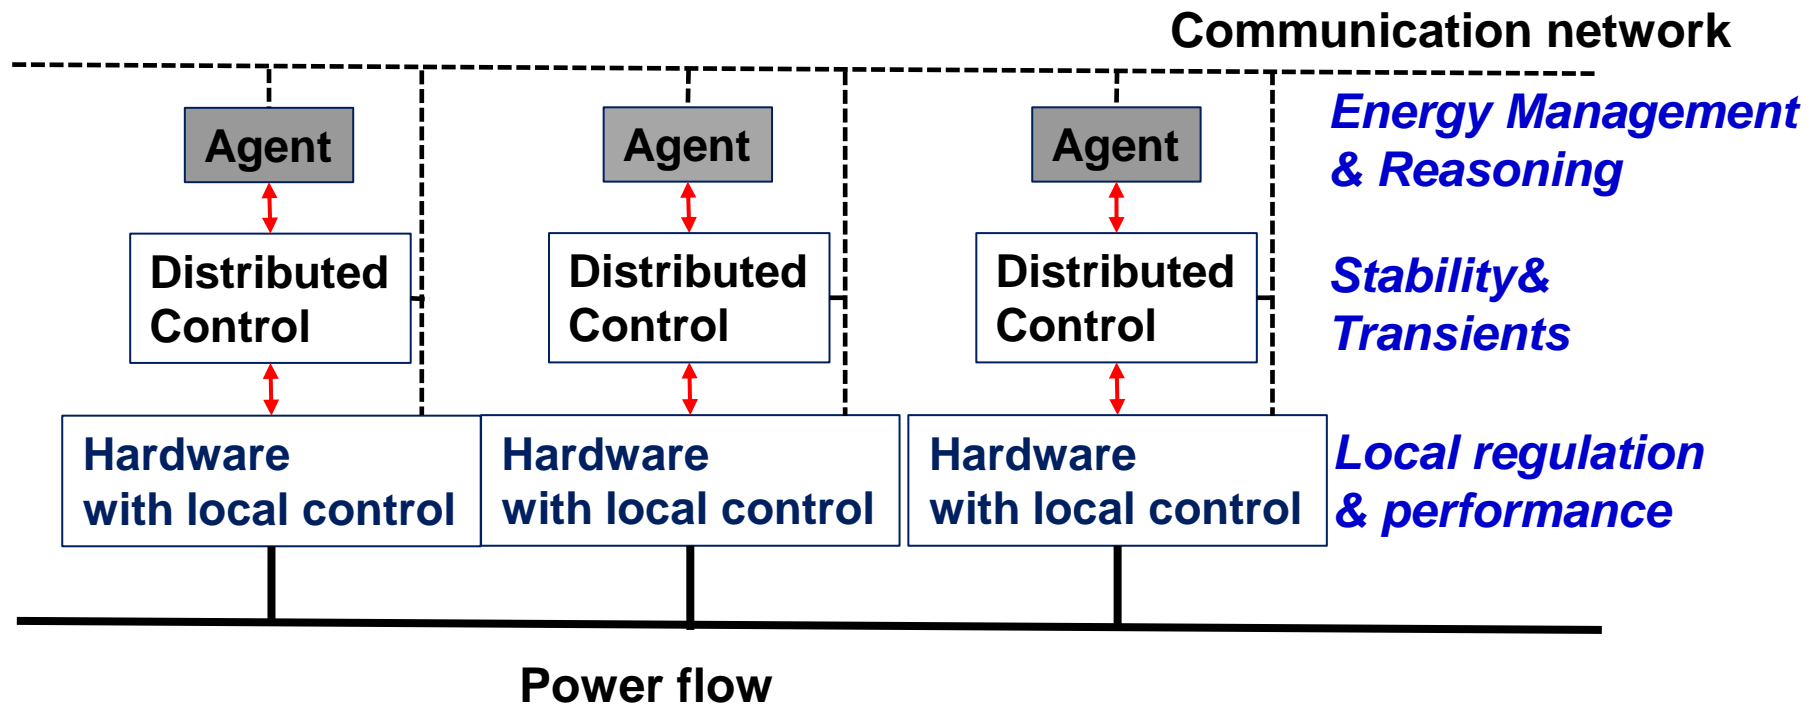 Communication network
Agent
Agent
Agent
Energy Management
& Reasoning
Distributed
Control
Distributed
Control
Distributed
Control
Stability&
Transients
Hardware
with local control
Hardware
with local control
Hardware
with local control
Local regulation
& performance
Power flow